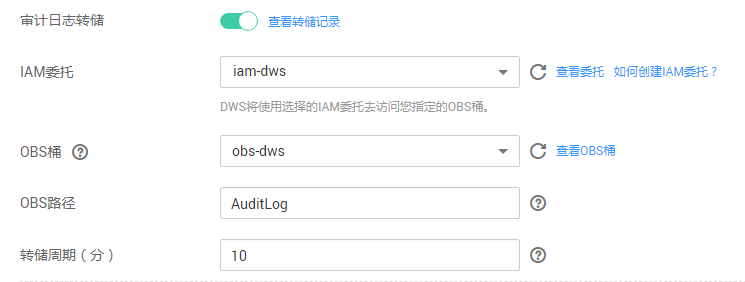 审计日志转储 查看转储记录
IAM委托 iam-dws 查看委托 如何创建IAM委托？
DWS将使用选择的IAM委托去访问您指定的OBS桶。
OBS桶 ? obs-dws 查看OBS桶
OBS路径 AuditLog ?
转储周期（分） 10 ?